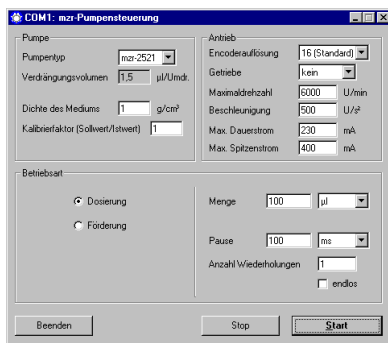 COM1: mzr-Pumpensteuerung
Pumpe
Pumpentyp mzr-2521
Verdrängungsvolumen 1,5 µl/Umdr.
Dichte des Mediums 1 g/cm³
Kalibrierfaktor (Sollwert/Istwert) 1
Antrieb
Encoderauflösung 16 (Standard)
Getriebe kein
Maximaldrehzahl 6000 U/min
Beschleunigung 500 U/s²
Max. Dauerstrom 230 mA
Max. Spitzenstrom 400 mA
Betriebsart
Dosierung
Förderung
Menge 100 µl
Pause 100 ms
Anzahl Wiederholungen 1
endlos
Beenden Stop Start